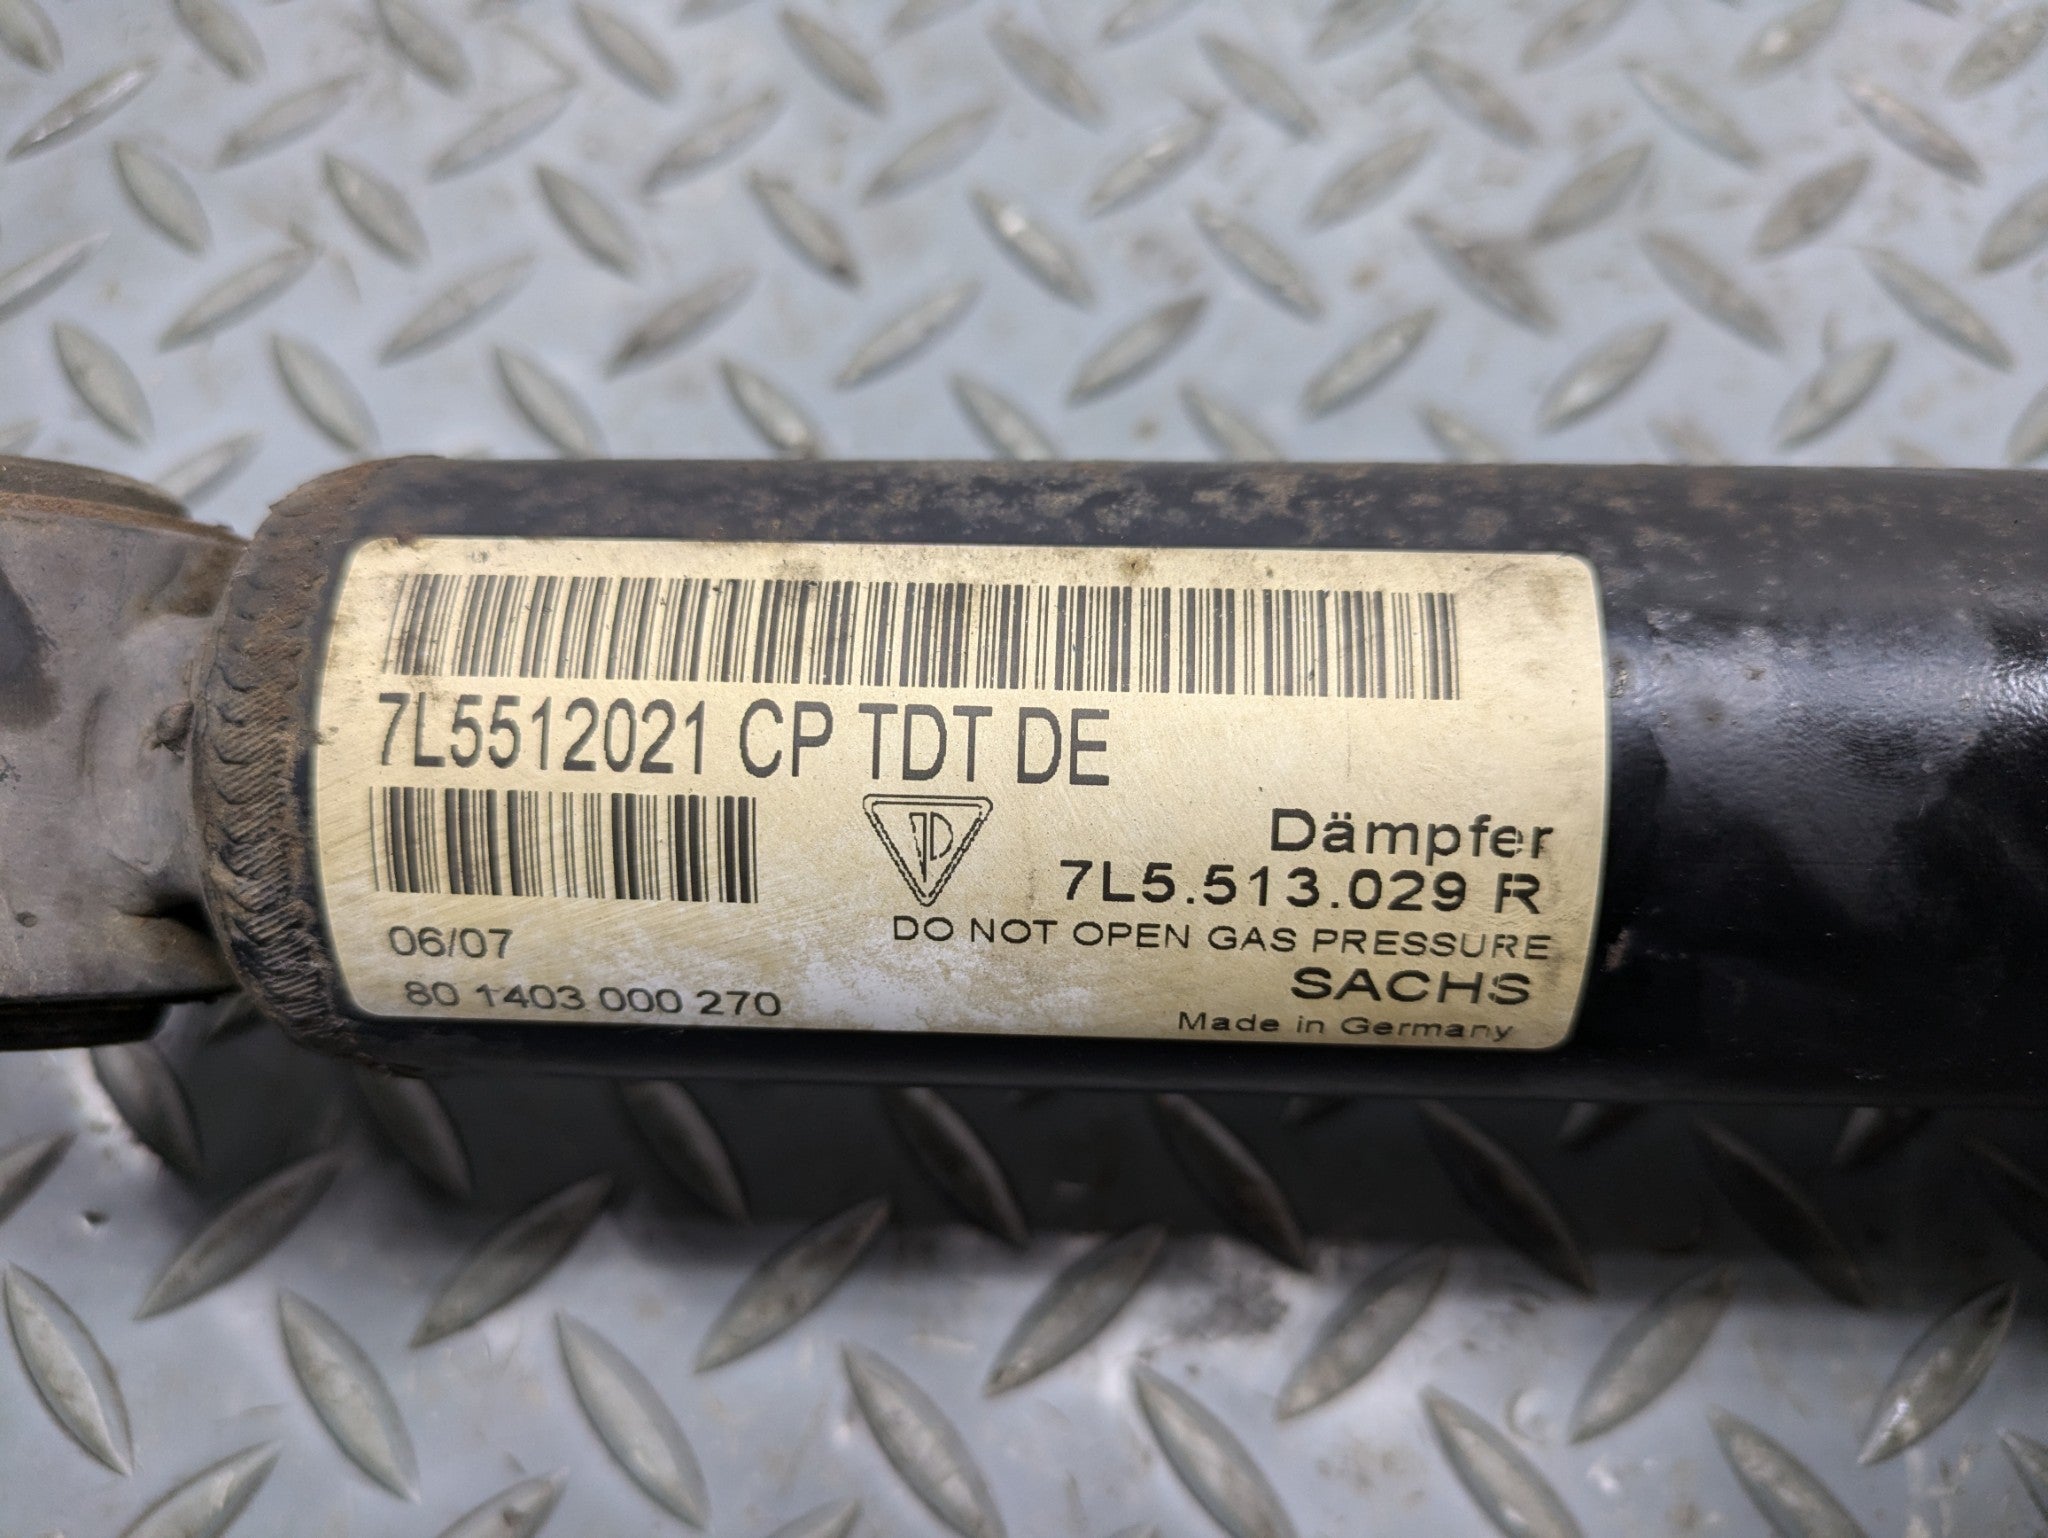 7L5512021 CP TDT DE
Dämpfer
7L5.513.029 R
DO NOT OPEN GAS PRESSURE
SACHS
Made in Germany
06/07
80 1403 000 270